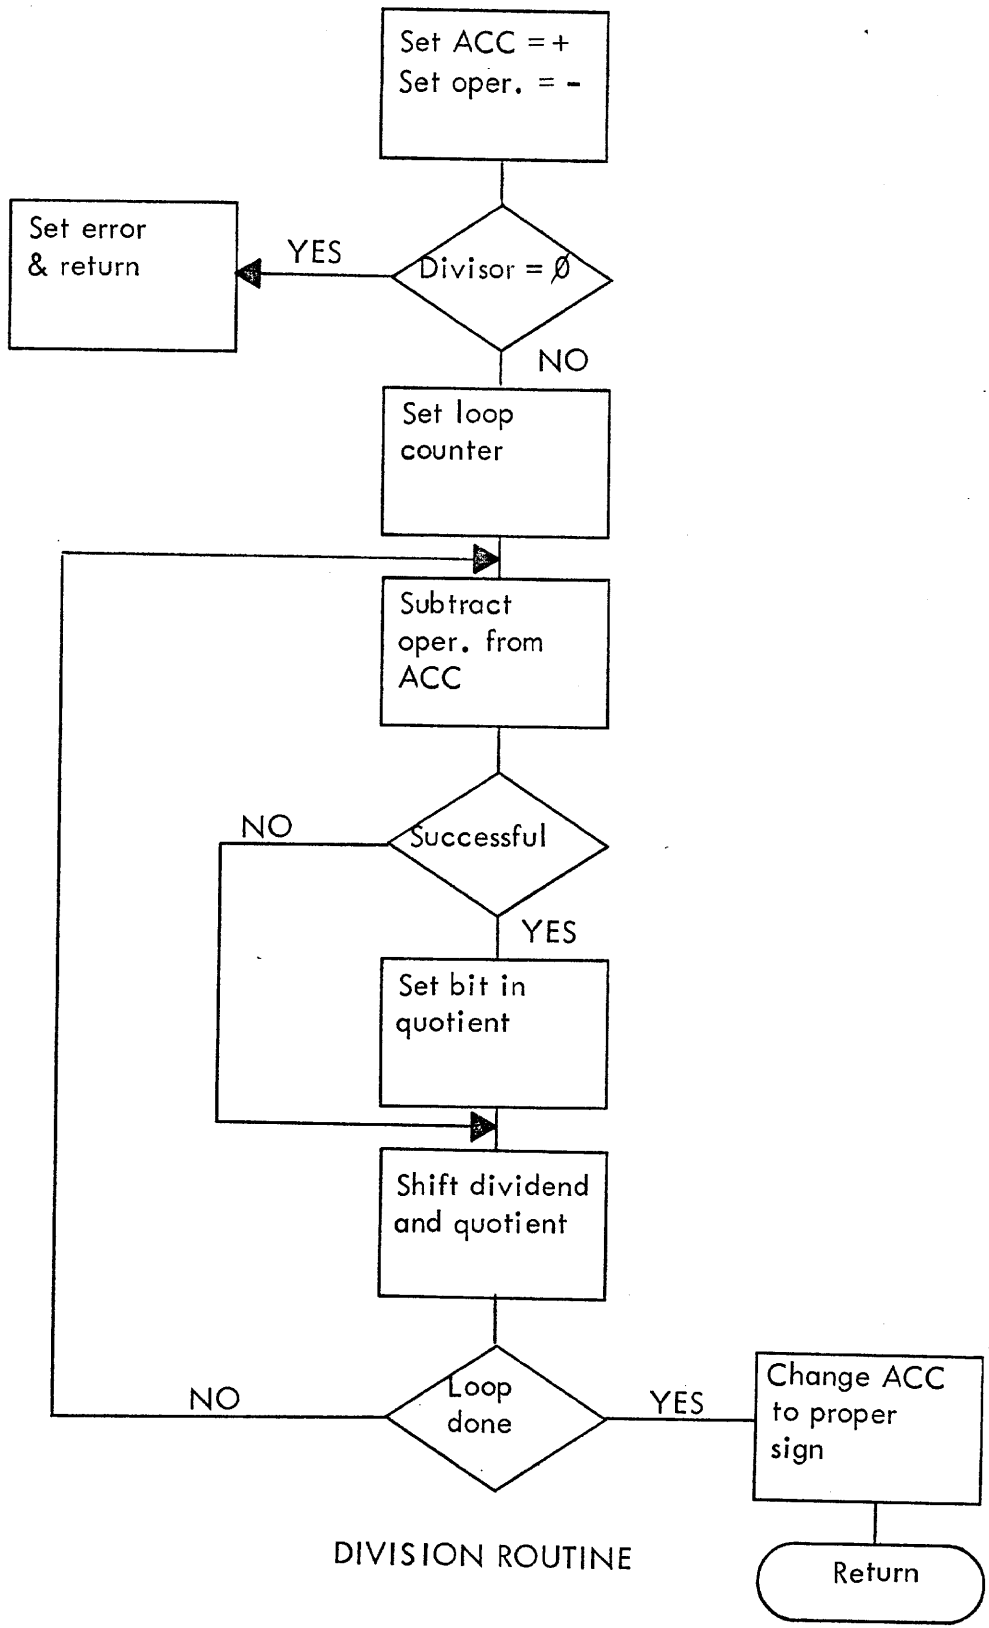 Set ACC = +
Set oper. = -
Set error
& return
YES
Divisor = Ø
NO
Set loop
counter
Subtract
oper. from
ACC
NO
Successful
YES
Set bit in
quotient
Shift dividend
and quotient
NO
Loop
done
YES
Change ACC
to proper
sign
DIVISION ROUTINE
Return